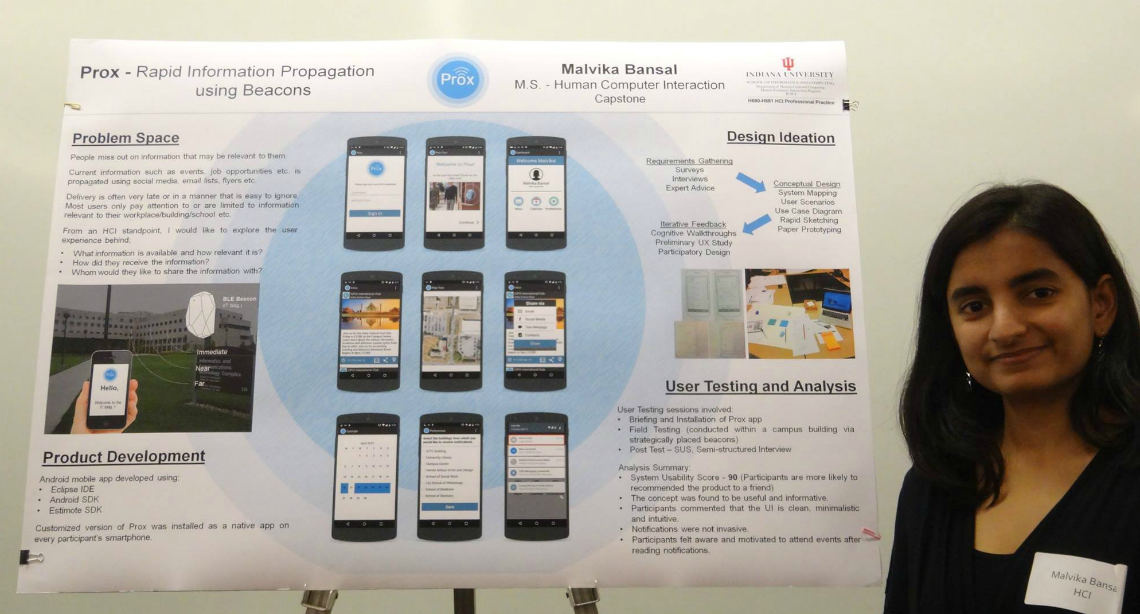 Prox - Rapid Information Propagation
using Beacons
Prox
Malvika Bansal
M.S. - Human Computer Interaction
Capstone
INDIANA UNIVERSITY
Problem Space
People miss out on information that may be relevant to them.
Current information such as events, job opportunities etc. is
propagated using social media, email lists, flyers etc.
Delivery is often very late or in a manner that is easy to ignore.
Most users only pay attention to or are limited to information
relevant to their workplace/building/school etc.
From an HCI standpoint, I would like to explore the user
experience behind:
• What information is available and how relevant it is?
• How did they receive the information?
• Whom would they like to share the information with?
BLE Beacon
Immediate
Near
Far
Hello,
Product Development
Android mobile app developed using:
• Eclipse IDE
• Android SDK
• Estimote SDK
Customized version of Prox was installed as a native app on
every participant's smartphone.
Sign in
Welcome to Prox
Welcome Malvika
Malvika Bansal
Share via
Design Ideation
Requirements Gathering
Surveys
Interviews
Expert Advice
Conceptual Design
System Mapping
User Scenarios
Use Case Diagram
Rapid Sketching
Paper Prototyping
Iterative Feedback
Cognitive Walkthroughs
Preliminary UX Study
Participatory Design
User Testing and Analysis
User Testing sessions involved:
• Briefing and Installation of Prox app
• Field Testing (conducted within a campus building via
strategically placed beacons)
• Post Test – SUS, Semi-structured Interview
Analysis Summary:
• System Usability Score - 90 (Participants are more likely to
recommended the product to a friend)
• The concept was found to be useful and informative.
• Participants commented that the UI is clean, minimalistic
and intuitive.
• Notifications were not invasive.
• Participants felt aware and motivated to attend events after
reading notifications.
Malvika Bansa
HCI